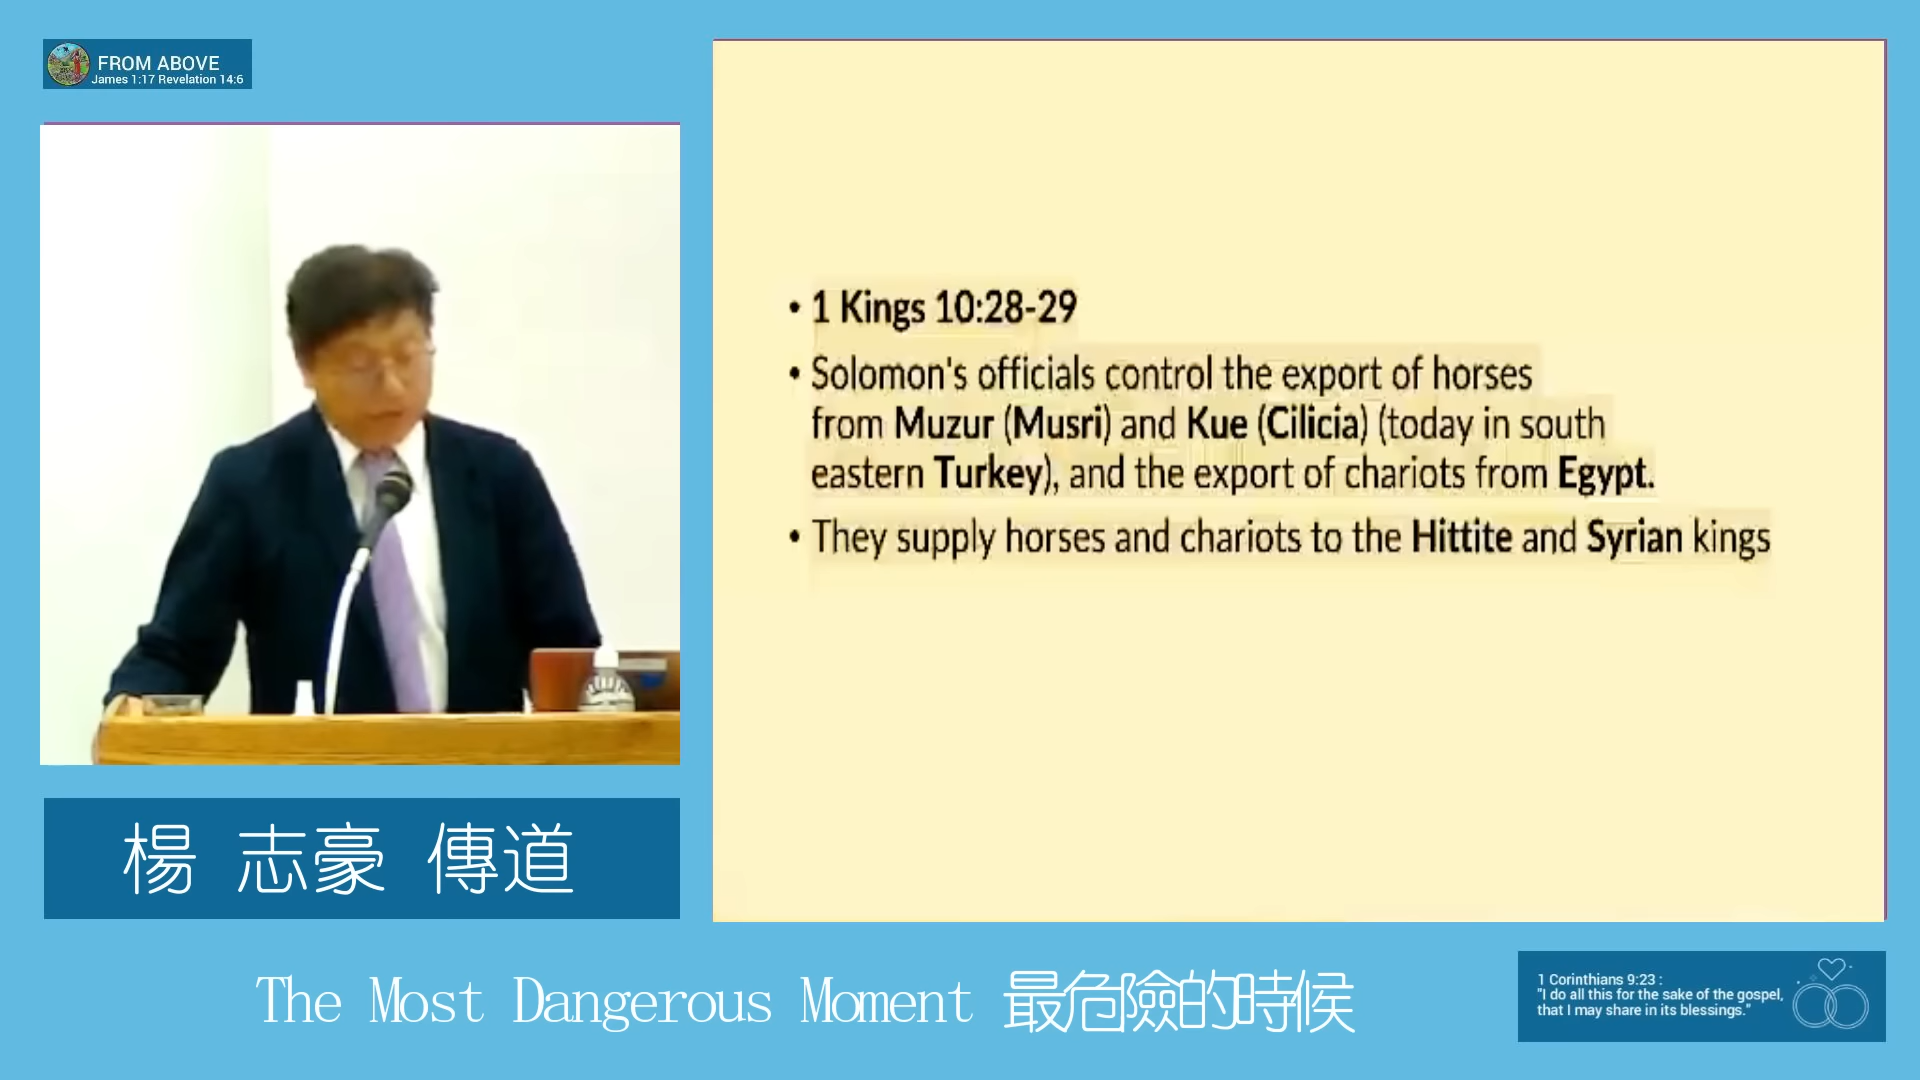 FROM ABOVE
James 1:17 Revelation 14:6
• 1 Kings 10:28-29
• Solomon's officials control the export of horses
from Muzur (Musri) and Kue (Cilicia) (today in south
eastern Turkey), and the export of chariots from Egypt.
• They supply horses and chariots to the Hittite and Syrian kings
楊 志豪 傳道
The Most Dangerous Moment 最危險的時候
1 Corinthians 9:23 :
"I do all this for the sake of the gospel,
that I may share in its blessings."